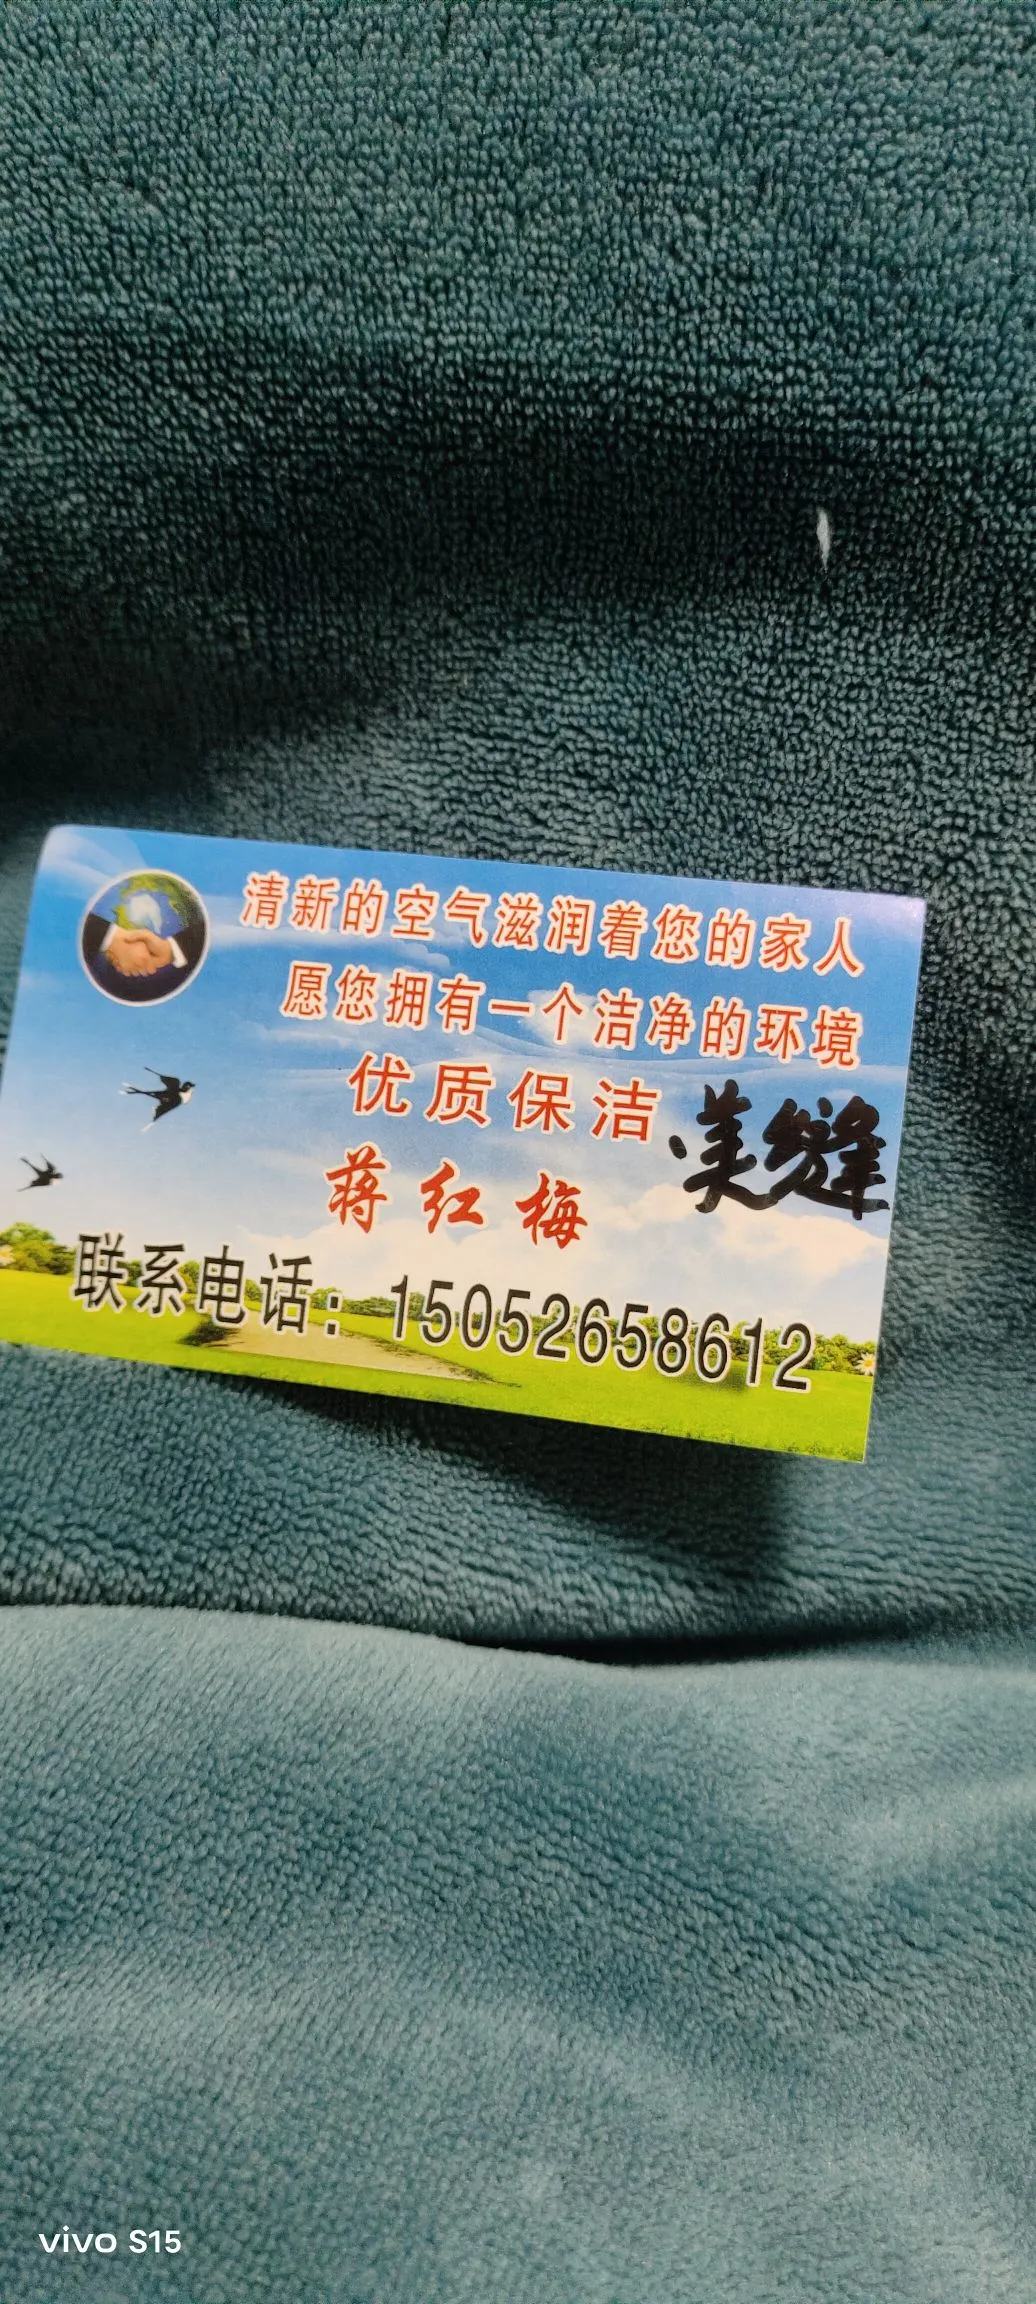 清新的空气滋润着您的家人
愿您拥有一个洁净的环境
优质保洁
美缝
蒋红梅
联系电话：15052658612
vivo S15